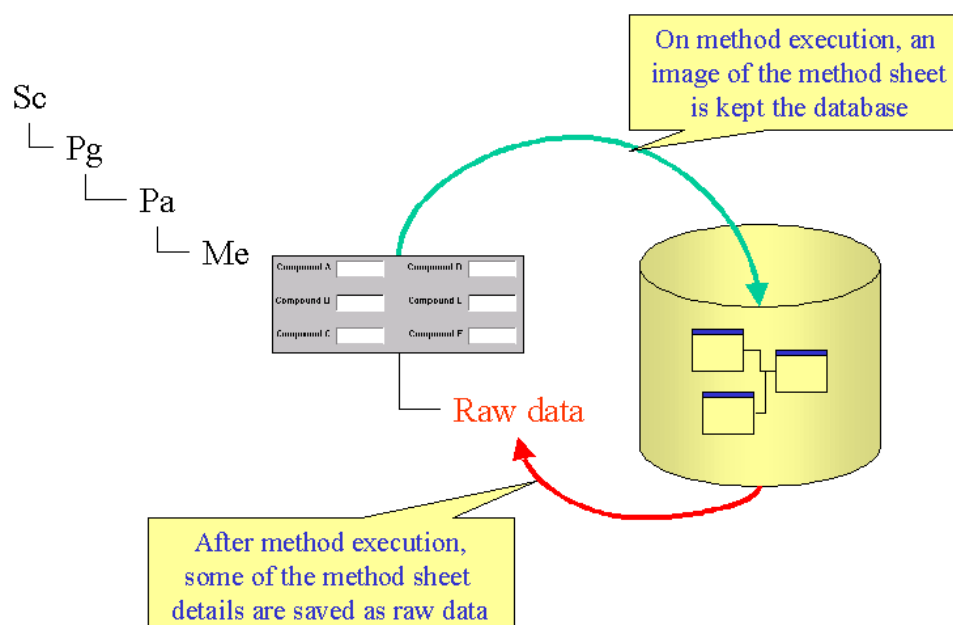 On method execution, an
image of the method sheet
is kept the database
Sc
Pg
Pa
Me
Compound A
Compound D
Compound B
Compound E
Compound C
Compound F
Raw data
After method execution,
some of the method sheet
details are saved as raw data